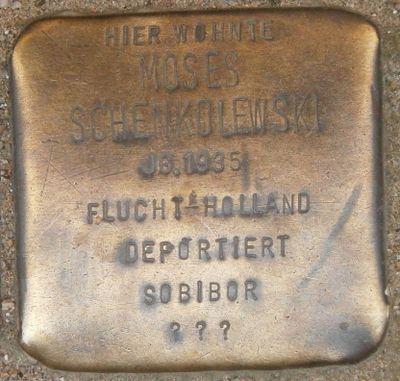 HIER WOHNTE
MOSES
SCHENKOLEWSKI
JG.1935
FLUCHT-HOLLAND
DEPORTIERT
SOBIBOR
? ? ?